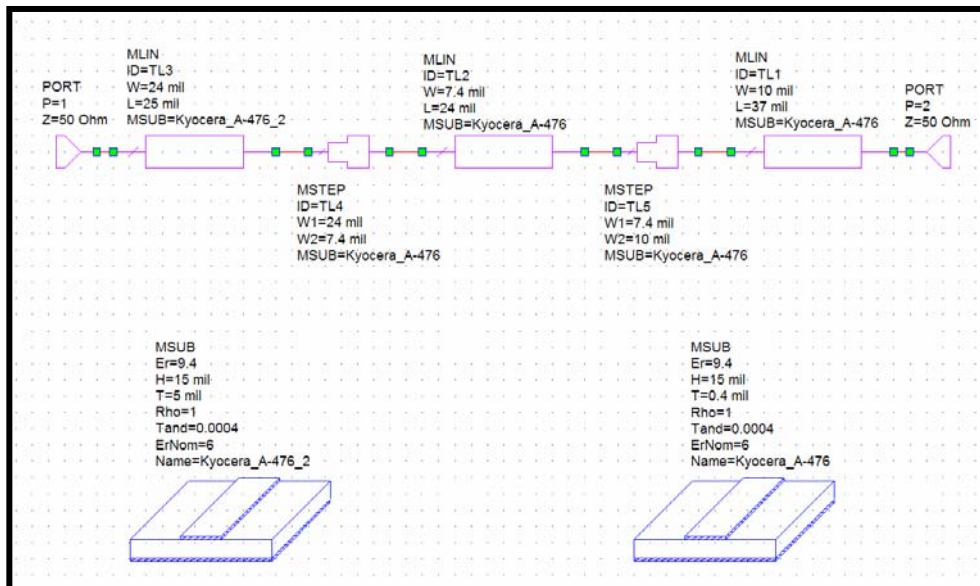 PORT
P=1
Z=50 Ohm
MLIN
ID=TL3
W=24 mil
L=25 mil
MSUB=Kyocera_A-476_2
MLIN
ID=TL2
W=7.4 mil
L=24 mil
MSUB=Kyocera_A-476
MLIN
ID=TL1
W=10 mil
L=37 mil
MSUB=Kyocera_A-476
PORT
P=2
Z=50 Ohm
MSTEP
ID=TL4
W1=24 mil
W2=7.4 mil
MSUB=Kyocera_A-476
MSTEP
ID=TL5
W1=7.4 mil
W2=10 mil
MSUB=Kyocera_A-476
MSUB
Er=9.4
H=15 mil
T=5 mil
Rho=1
Tand=0.0004
ErNom=6
Name=Kyocera_A-476_2
MSUB
Er=9.4
H=15 mil
T=0.4 mil
Rho=1
Tand=0.0004
ErNom=6
Name=Kyocera_A-476